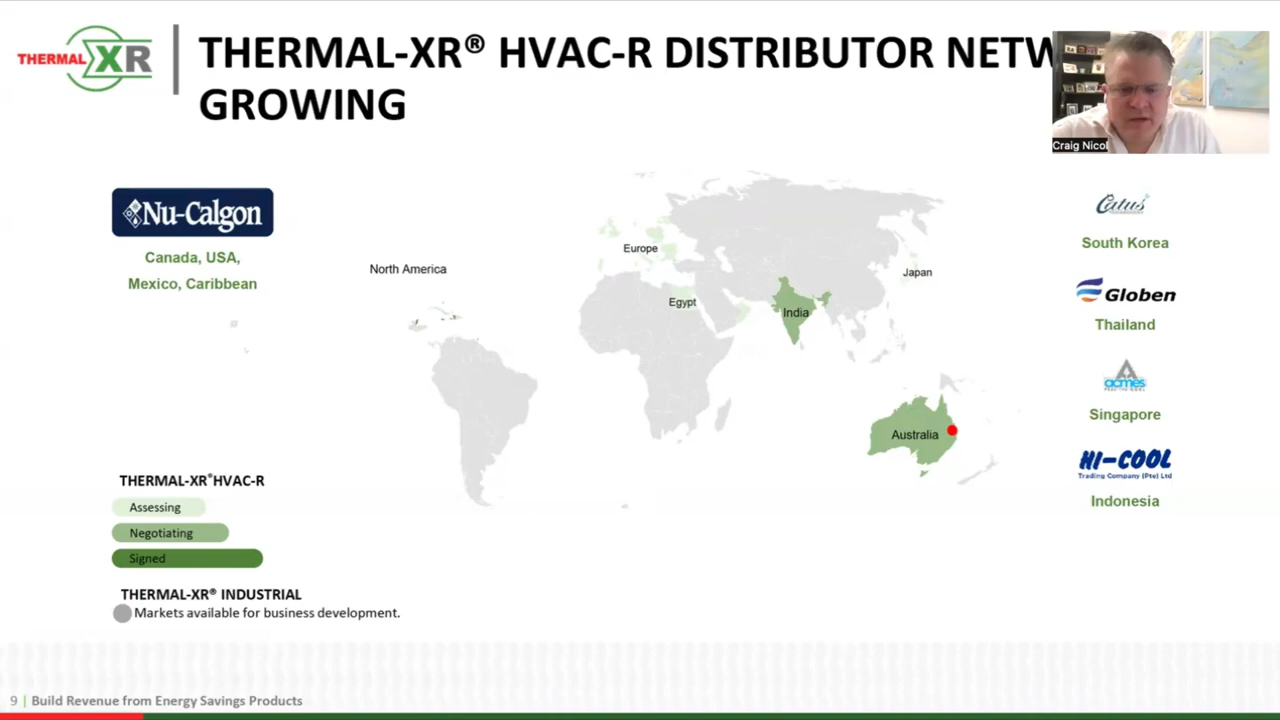 THERMAL XR
THERMAL-XR® HVAC-R DISTRIBUTOR NETW
GROWING
Craig Nicol
Nu-Calgon
Canada, USA,
Mexico, Caribbean
North America
Europe
Egypt
India
Japan
Australia
Catus
South Korea
Globen
Thailand
acmes
Singapore
HI-COOL
Trading Company (Pte) Ltd
Indonesia
THERMAL-XR®HVAC-R
Assessing
Negotiating
Signed
THERMAL-XR® INDUSTRIAL
Markets available for business development.
9 | Build Revenue from Energy Savings Products